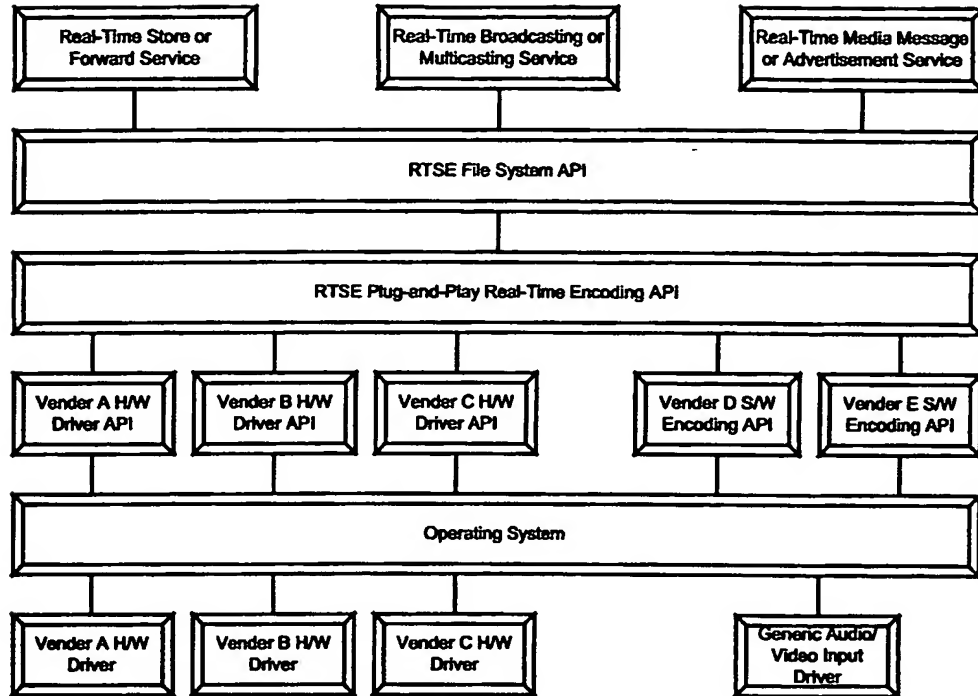 Real-Time Store or
Forward Service
Real-Time Broadcasting or
Multicasting Service
Real-Time Media Message
or Advertisement Service
RTSE File System API
RTSE Plug-and-Play Real-Time Encoding API
Vender A H/W
Driver API
Vender B H/W
Driver API
Vender C H/W
Driver API
Vender D S/W
Encoding API
Vender E S/W
Encoding API
Operating System
Vender A H/W
Driver
Vender B H/W
Driver
Vender C H/W
Driver
Generic Audio/
Video Input
Driver